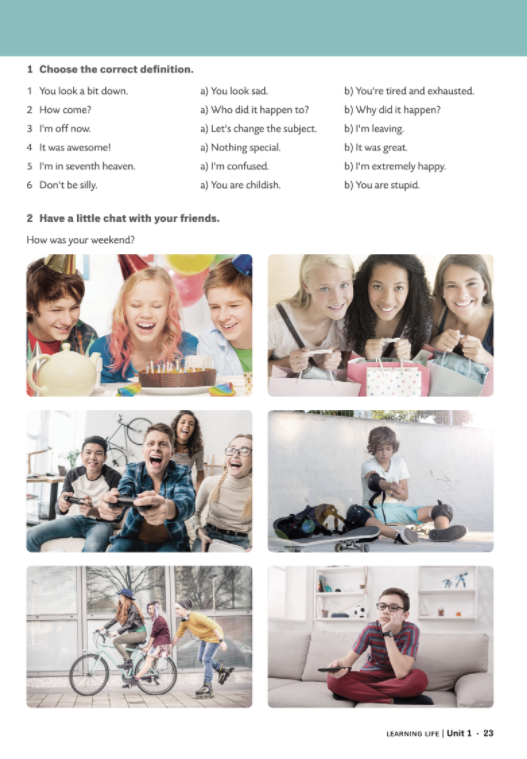 1 Choose the correct definition.
1 You look a bit down. a) You look sad. b) You're tired and exhausted.
2 How come? a) Who did it happen to? b) Why did it happen?
3 I'm off now. a) Let's change the subject. b) I'm leaving.
4 It was awesome! a) Nothing special. b) It was great.
5 I'm in seventh heaven. a) I'm confused. b) I'm extremely happy.
6 Don't be silly. a) You are childish. b) You are stupid.
2 Have a little chat with your friends.
How was your weekend?
LEARNING LIFE | Unit 1 · 23